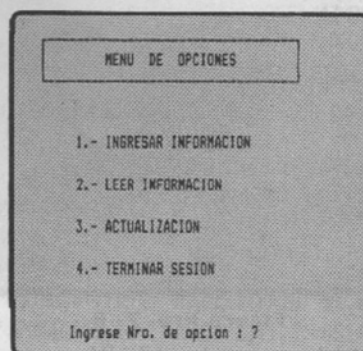 MENU DE OPCIONES
1.- INGRESAR INFORMACION
2.- LEER INFORMACION
3.- ACTUALIZACION
4.- TERMINAR SESION
Ingrese Nro. de opcion : ?